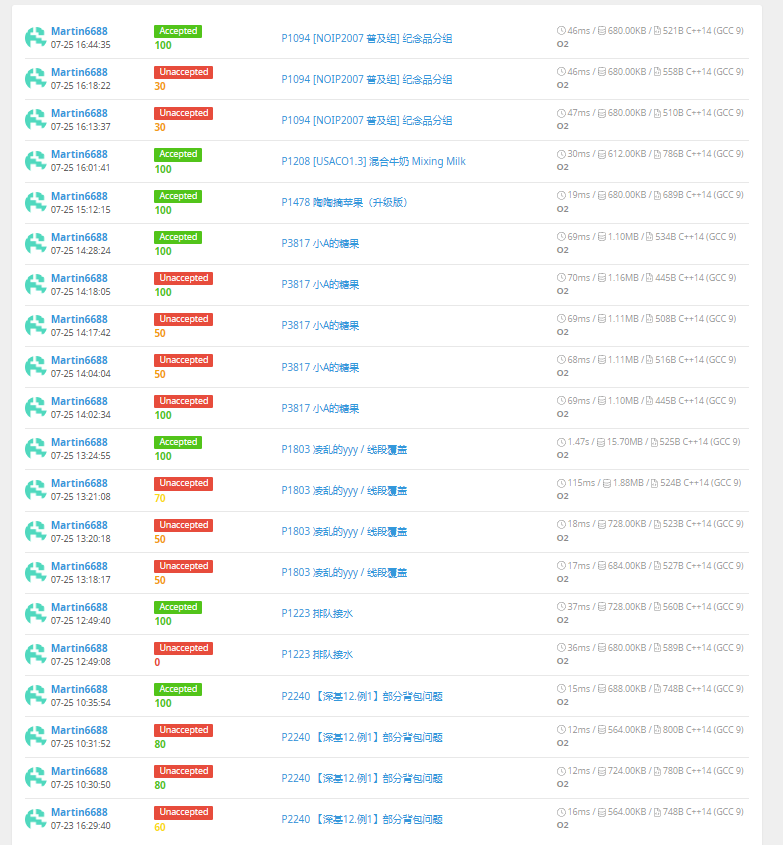 Martin6688 Accepted P1094 [NOIP2007 普及组] 纪念品分组 46ms / 680.00KB / 521B C++14 (GCC 9)
07-25 16:44:35 100 O2
Martin6688 Unaccepted P1094 [NOIP2007 普及组] 纪念品分组 46ms / 680.00KB / 558B C++14 (GCC 9)
07-25 16:18:22 30 O2
Martin6688 Unaccepted P1094 [NOIP2007 普及组] 纪念品分组 47ms / 680.00KB / 510B C++14 (GCC 9)
07-25 16:13:37 30 O2
Martin6688 Accepted P1208 [USACO1.3] 混合牛奶 Mixing Milk 30ms / 612.00KB / 786B C++14 (GCC 9)
07-25 16:01:41 100 O2
Martin6688 Accepted P1478 陶陶摘苹果（升级版） 19ms / 680.00KB / 689B C++14 (GCC 9)
07-25 15:12:15 100 O2
Martin6688 Accepted P3817 小A的糖果 69ms / 1.10MB / 534B C++14 (GCC 9)
07-25 14:28:24 100 O2
Martin6688 Unaccepted P3817 小A的糖果 70ms / 1.16MB / 445B C++14 (GCC 9)
07-25 14:18:05 100 O2
Martin6688 Unaccepted P3817 小A的糖果 69ms / 1.11MB / 508B C++14 (GCC 9)
07-25 14:17:42 50 O2
Martin6688 Unaccepted P3817 小A的糖果 68ms / 1.11MB / 516B C++14 (GCC 9)
07-25 14:04:04 50 O2
Martin6688 Unaccepted P3817 小A的糖果 69ms / 1.10MB / 445B C++14 (GCC 9)
07-25 14:02:34 100 O2
Martin6688 Accepted P1803 凌乱的yyy / 线段覆盖 1.47s / 15.70MB / 525B C++14 (GCC 9)
07-25 13:24:55 100 O2
Martin6688 Unaccepted P1803 凌乱的yyy / 线段覆盖 115ms / 1.88MB / 524B C++14 (GCC 9)
07-25 13:21:08 70 O2
Martin6688 Unaccepted P1803 凌乱的yyy / 线段覆盖 18ms / 728.00KB / 523B C++14 (GCC 9)
07-25 13:20:18 50 O2
Martin6688 Unaccepted P1803 凌乱的yyy / 线段覆盖 17ms / 684.00KB / 527B C++14 (GCC 9)
07-25 13:18:17 50 O2
Martin6688 Accepted P1223 排队接水 37ms / 728.00KB / 560B C++14 (GCC 9)
07-25 12:49:40 100 O2
Martin6688 Unaccepted P1223 排队接水 36ms / 680.00KB / 589B C++14 (GCC 9)
07-25 12:49:08 0 O2
Martin6688 Accepted P2240 【深基12.例1】部分背包问题 15ms / 688.00KB / 748B C++14 (GCC 9)
07-25 10:35:54 100 O2
Martin6688 Unaccepted P2240 【深基12.例1】部分背包问题 12ms / 564.00KB / 800B C++14 (GCC 9)
07-25 10:31:52 80 O2
Martin6688 Unaccepted P2240 【深基12.例1】部分背包问题 12ms / 724.00KB / 780B C++14 (GCC 9)
07-25 10:30:50 80 O2
Martin6688 Unaccepted P2240 【深基12.例1】部分背包问题 16ms / 564.00KB / 748B C++14 (GCC 9)
07-23 16:29:40 60 O2